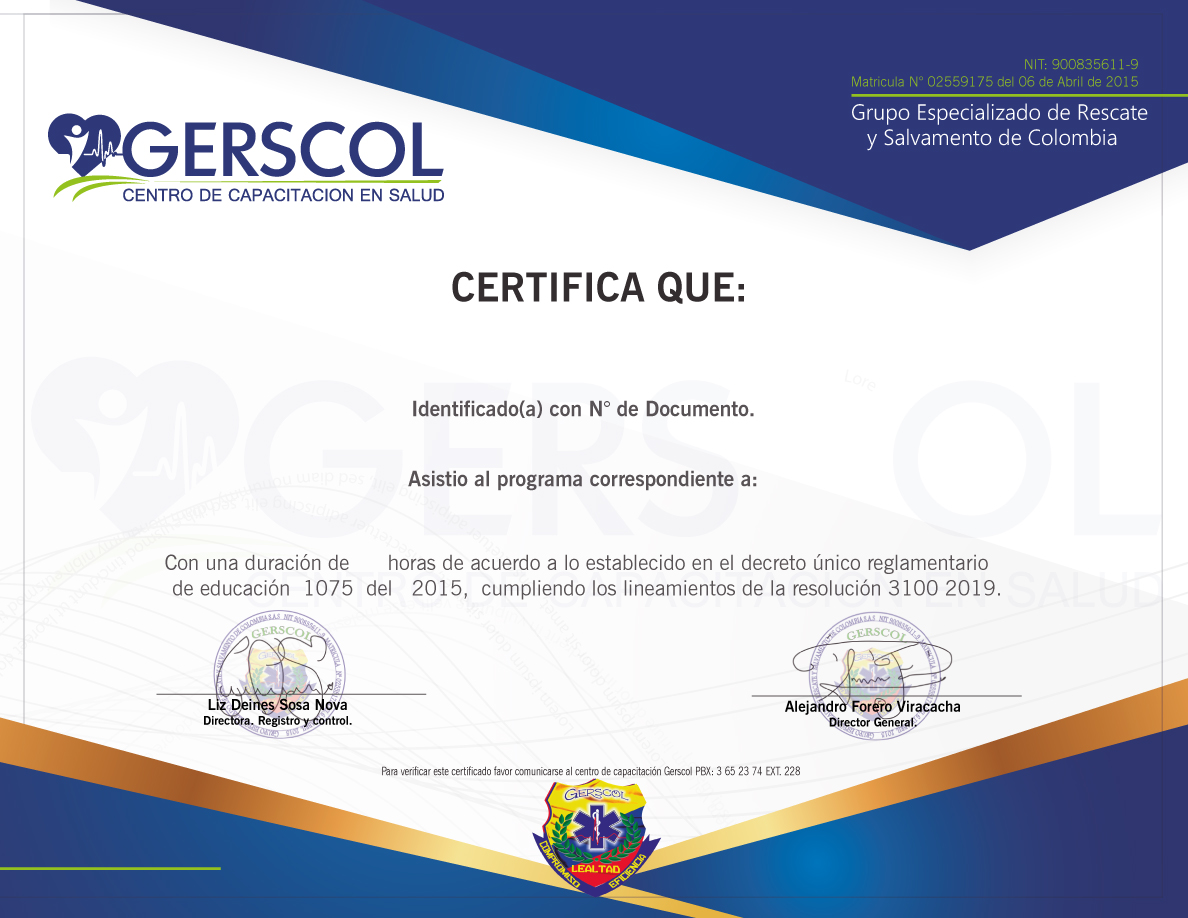 NIT: 900835611-9
Matricula N° 02559175 del 06 de Abril de 2015
Grupo Especializado de Rescate
y Salvamento de Colombia
GERSCOL
CENTRO DE CAPACITACION EN SALUD
CERTIFICA QUE:
Identificado(a) con N° de Documento.
Asistio al programa correspondiente a:
Con una duración de horas de acuerdo a lo establecido en el decreto único reglamentario
de educación 1075 del 2015, cumpliendo los lineamientos de la resolución 3100 2019.
GERSCOL
GERSCOL
Liz Deines Sosa Nova
Directora. Registro y control.
Alejandro Forero Viracacha
Director General.
Para verificar este certificado favor comunicarse al centro de capacitación Gerscol PBX: 3 65 23 74 EXT. 228
GERSCOL
COMPROMISO
LEALTAD
EFICIENCIA